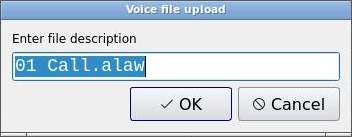 Voice file upload
Enter file description
01 Call.alaw
OK
Cancel